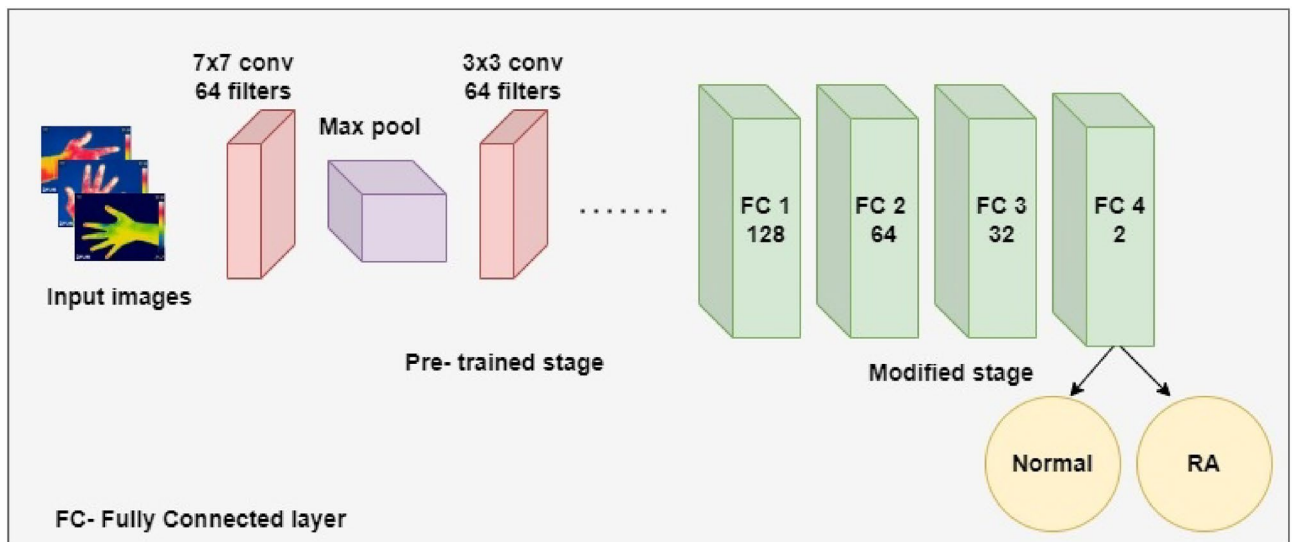 7x7 conv
64 filters
3x3 conv
64 filters
Max pool
Input images
FC 1
128
FC 2
64
FC 3
32
FC 4
2
Pre- trained stage
Modified stage
Normal
RA
FC- Fully Connected layer